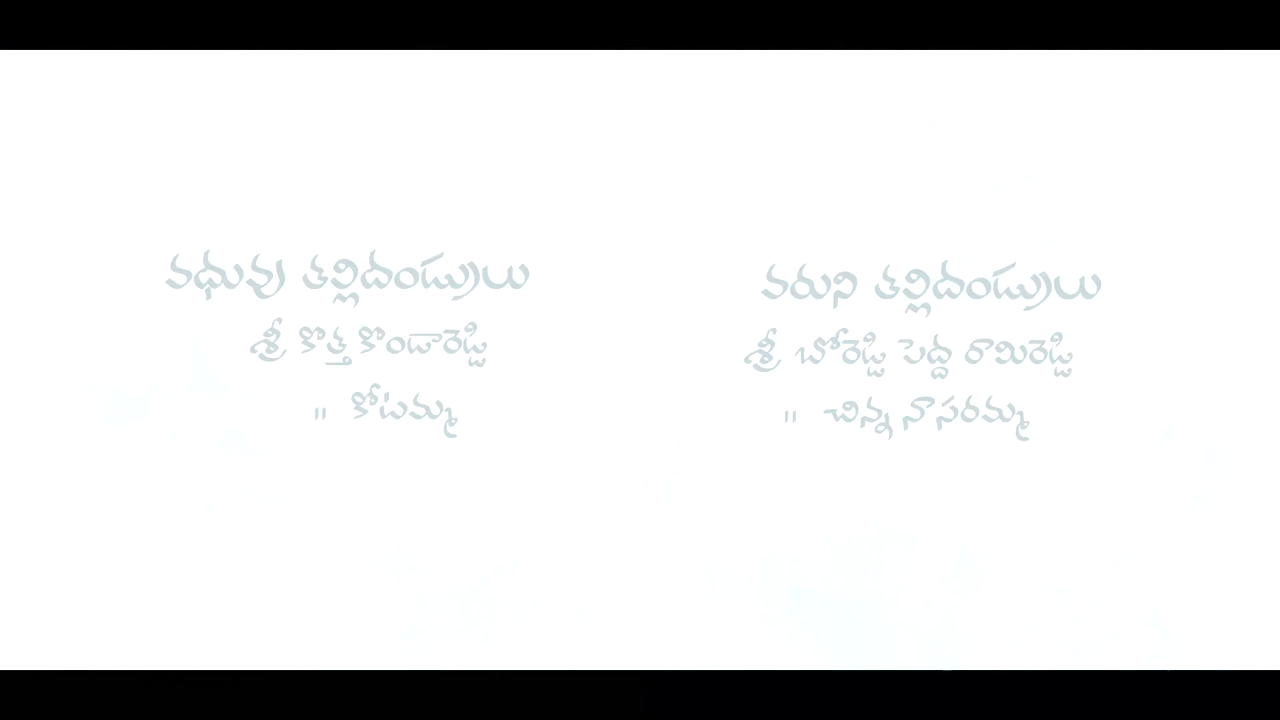 వధువు తల్లిదండ్రులు
శ్రీ కొత్త కొండారెడ్డి
" కోటమ్మ
వరుని తల్లిదండ్రులు
శ్రీ బోరెడ్డి పెద్ద రామిరెడ్డి
" చిన్న నాసరమ్మ